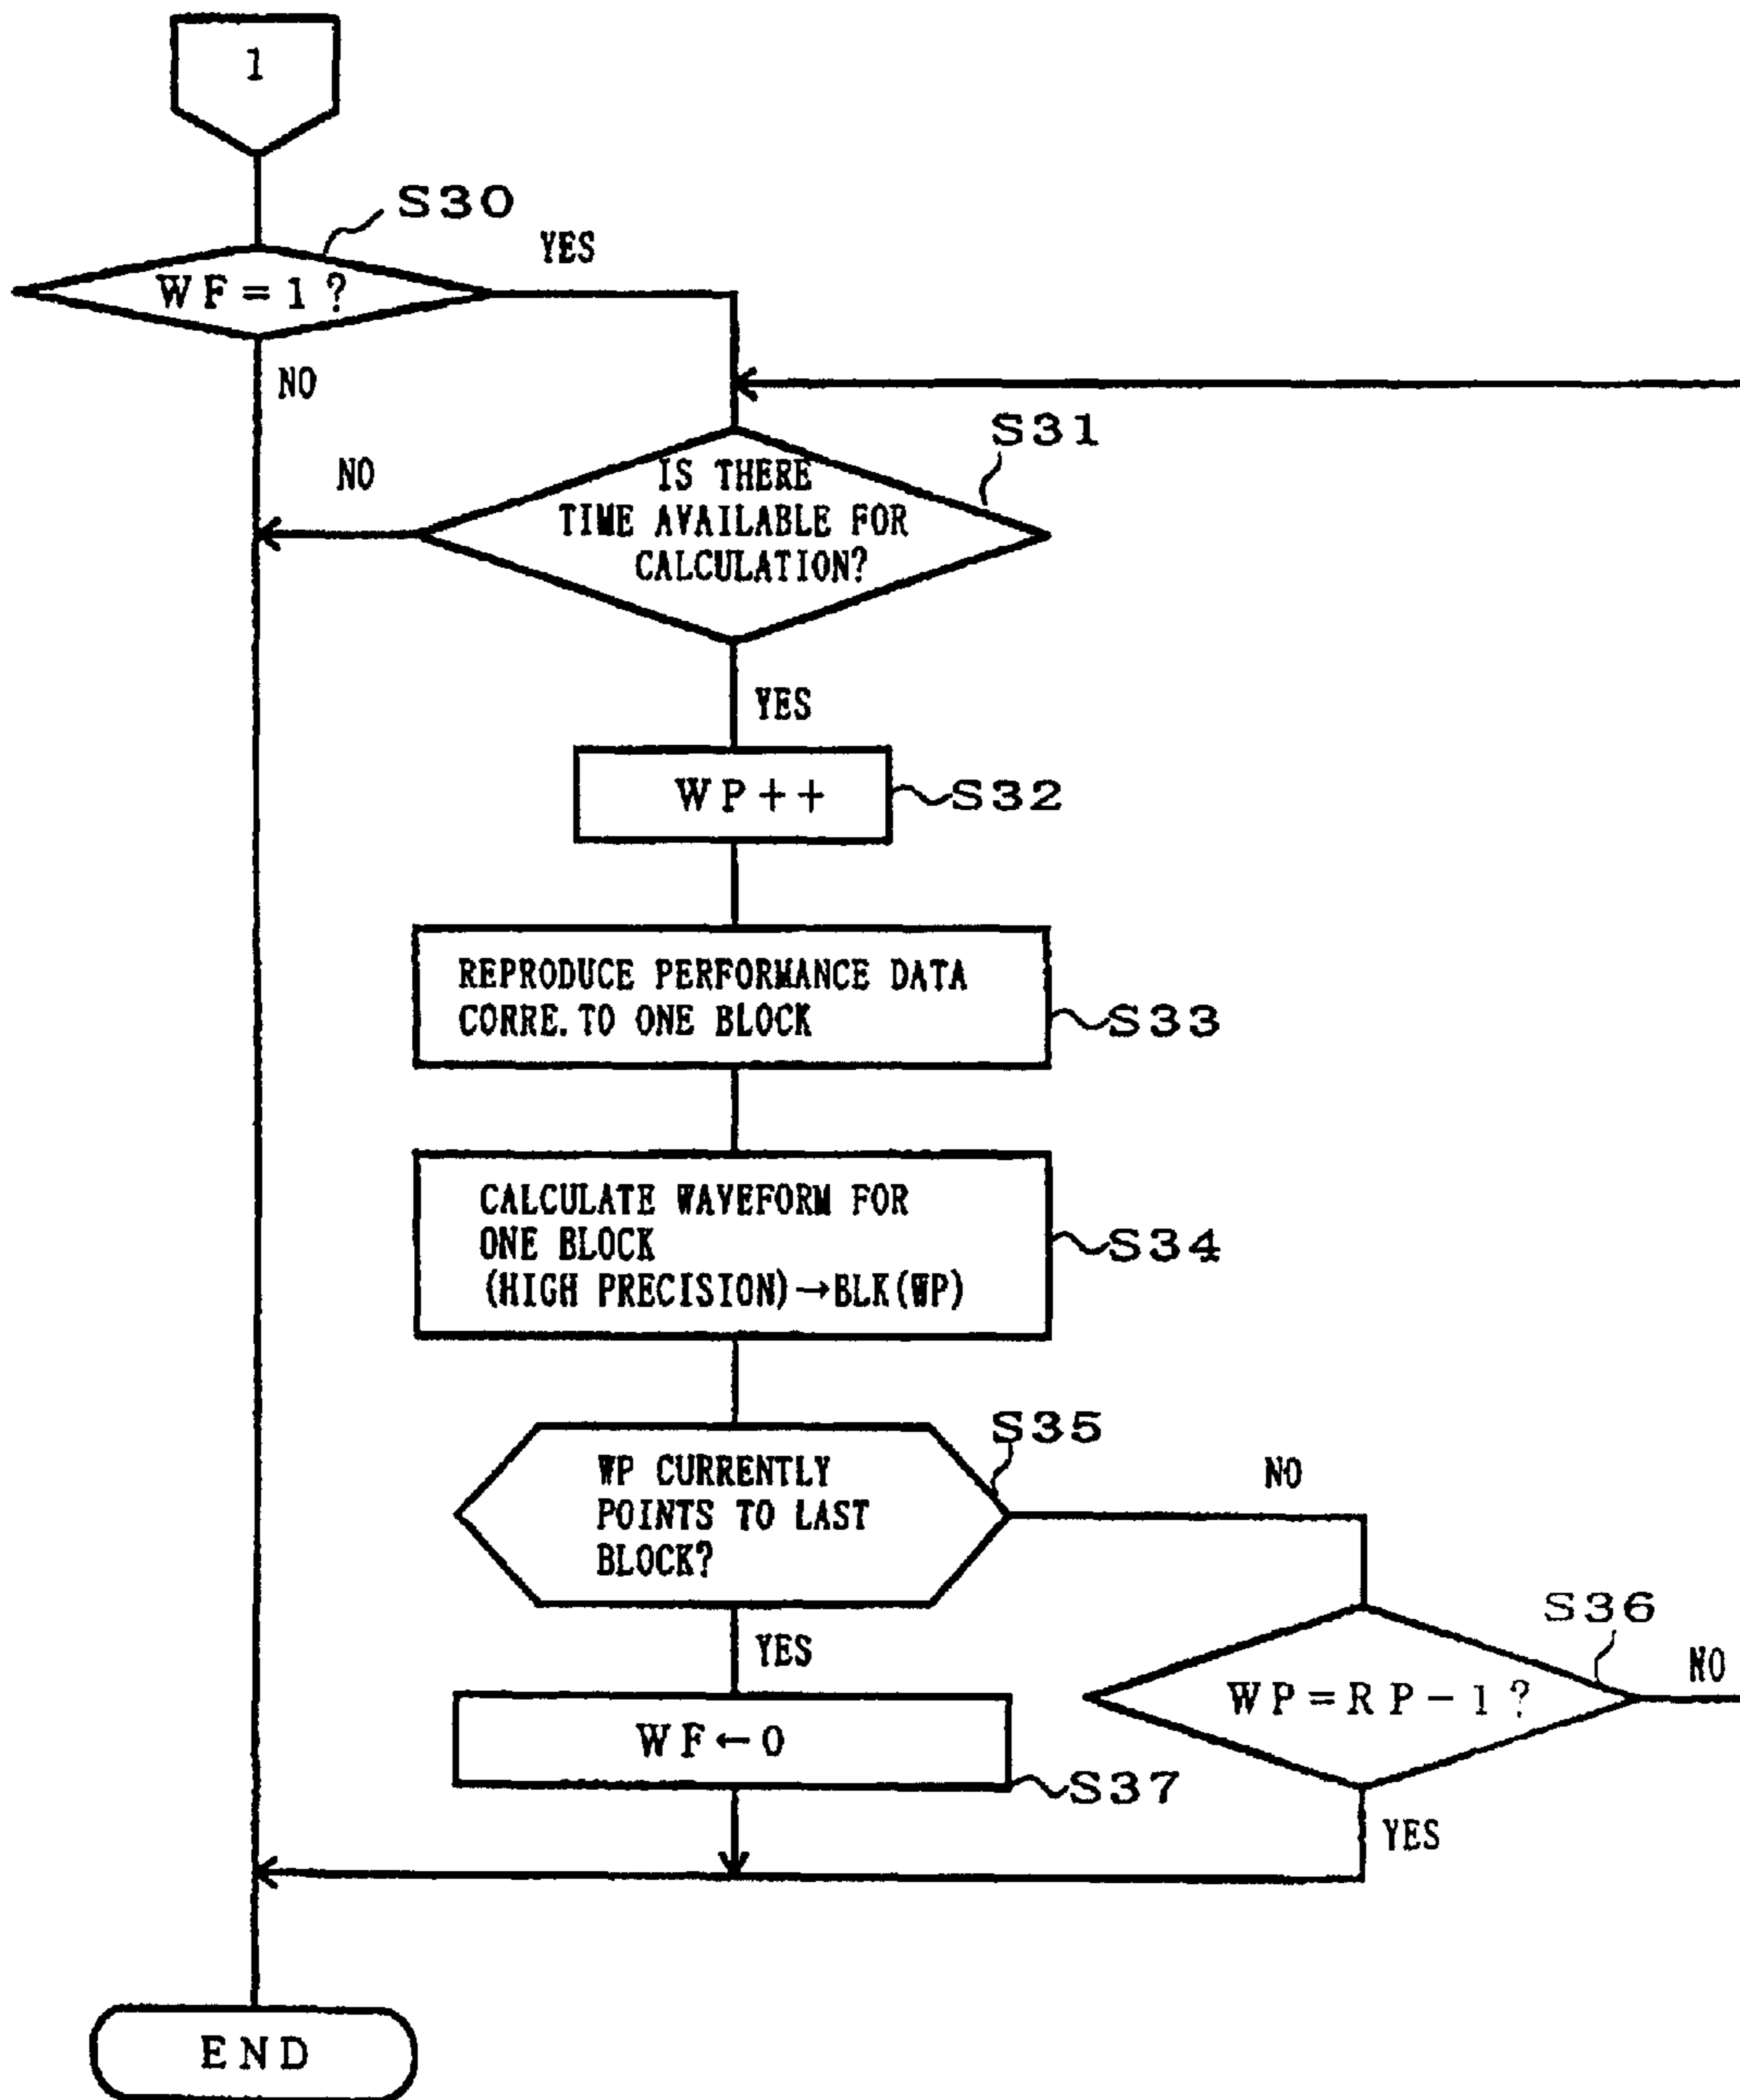 1
S30
YES
WF=1?
NO
S31
NO
IS THERE
TIME AVAILABLE FOR
CALCULATION?
YES
WP++
S32
REPRODUCE PERFORMANCE DATA
CORRE.TO ONE BLOCK
S33
CALCULATE WAVEFORM FOR
ONE BLOCK
(HIGH PRECISION)→BLK(WP)
S34
S35
WP CURRENTLY
POINTS TO LAST
BLOCK?
NO
YES
S36
WP=RP-1?
NO
WF←0
S37
YES
END